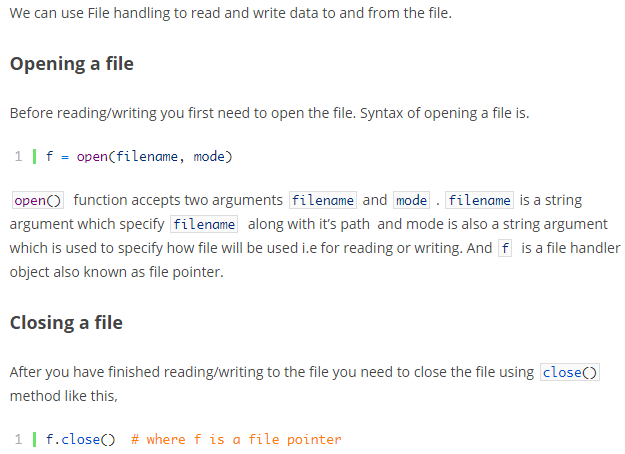 We can use File handling to read and write data to and from the file.
Opening a file
Before reading/writing you first need to open the file. Syntax of opening a file is.
1 f = open(filename, mode)
open() function accepts two arguments filename and mode . filename is a string
argument which specify filename along with it's path and mode is also a string argument
which is used to specify how file will be used i.e for reading or writing. And f is a file handler
object also known as file pointer.
Closing a file
After you have finished reading/writing to the file you need to close the file using close()
method like this,
1 f.close() # where f is a file pointer